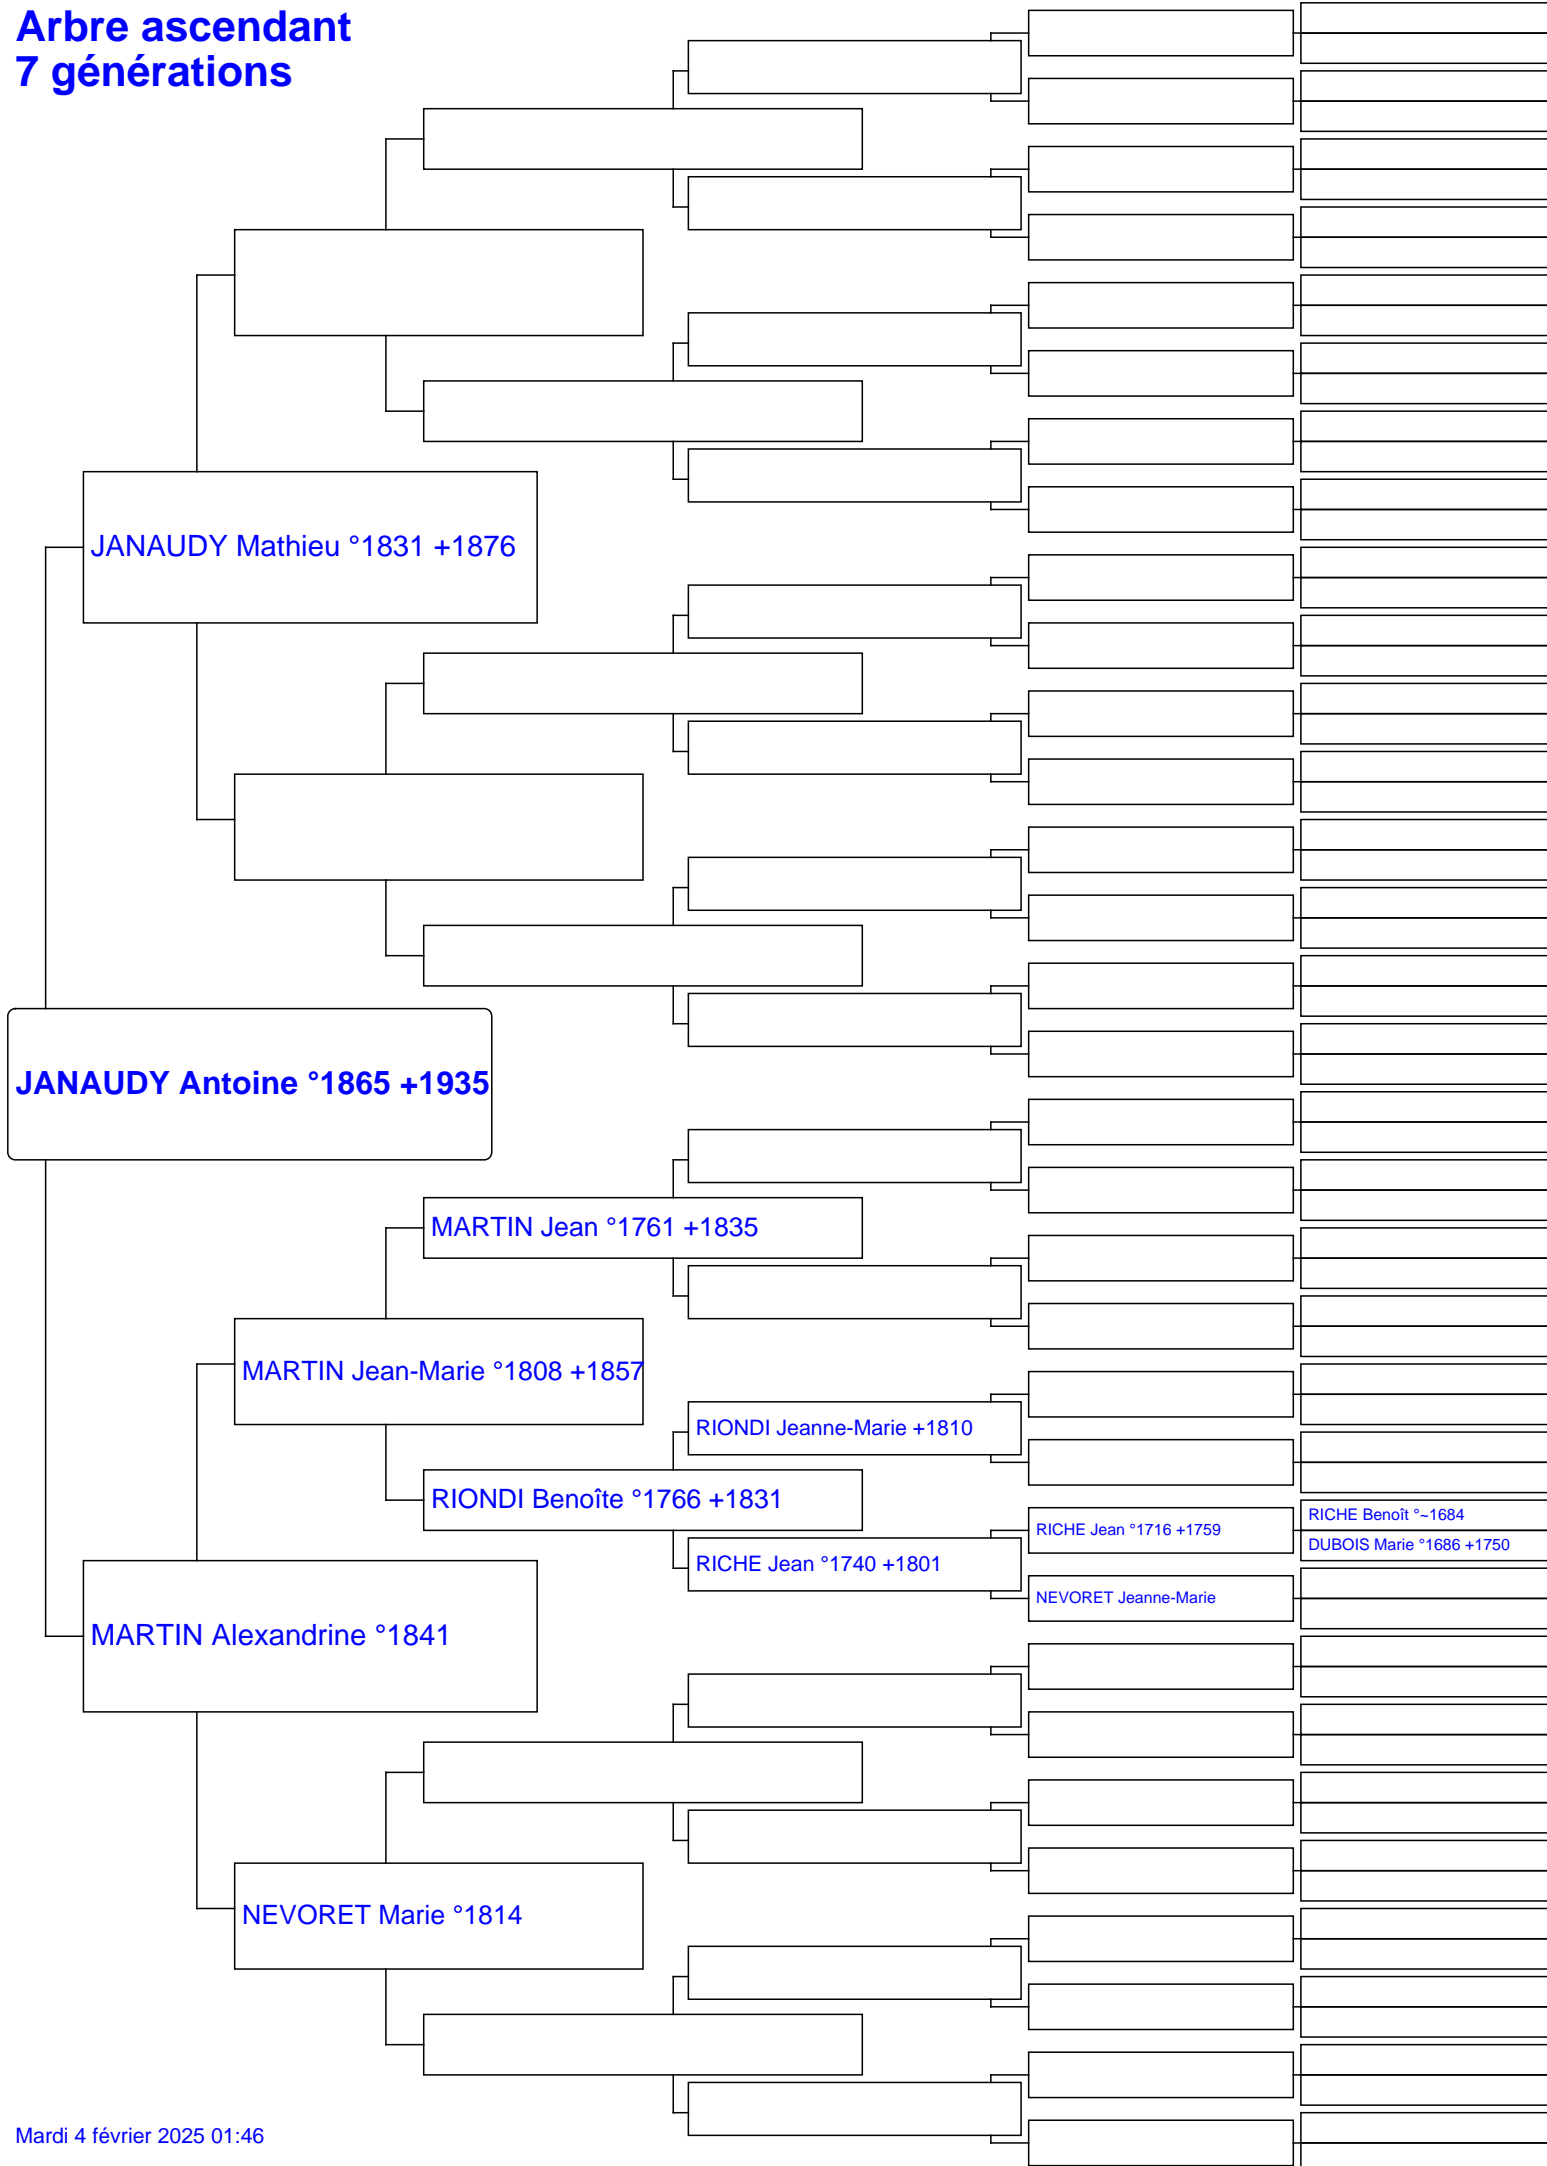 Arbre ascendant
7 générations
JANAUDY Mathieu °1831 +1876
JANAUDY Antoine °1865 +1935
MARTIN Jean °1761 +1835
MARTIN Jean-Marie °1808 +1857
RIONDI Jeanne-Marie +1810
RIONDI Benoîte °1766 +1831
RICHE Benoît °~1684
RICHE Jean °1716 +1759
DUBOIS Marie °1686 +1750
RICHE Jean °1740 +1801
NEVORET Jeanne-Marie
MARTIN Alexandrine °1841
NEVORET Marie °1814
Mardi 4 février 2025 01:46